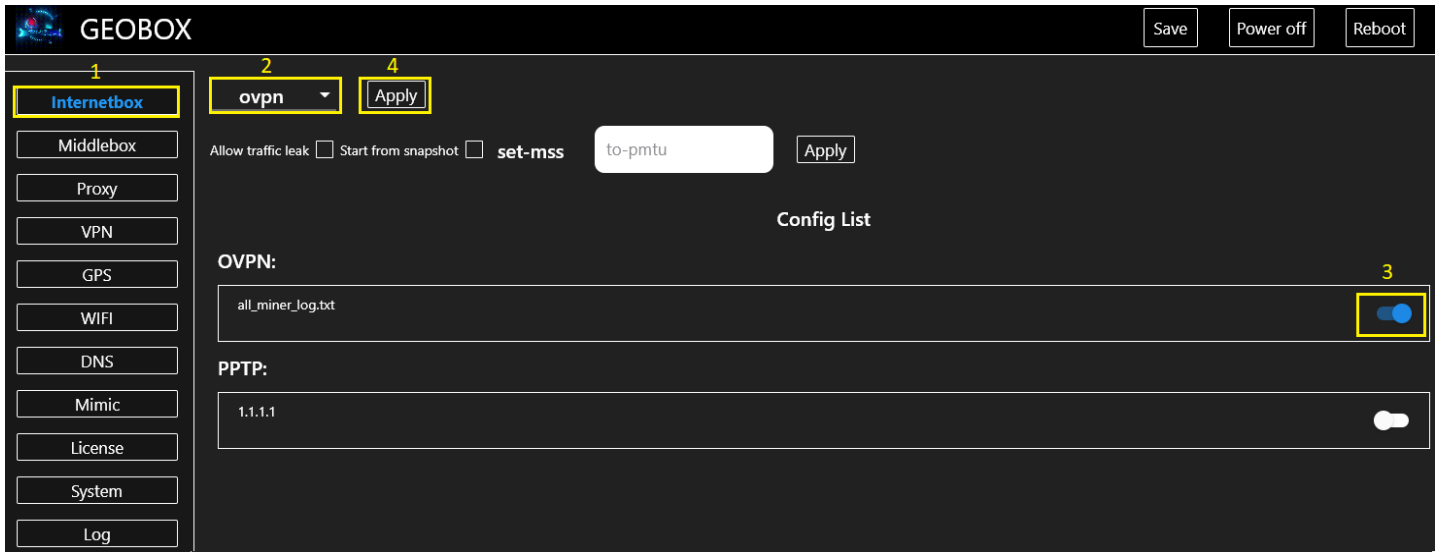 GEOBOX
Save
Power off
Reboot
1
Internetbox
Middlebox
Proxy
VPN
GPS
WIFI
DNS
Mimic
License
System
Log
2
4
ovpn
Apply
Allow traffic leak
Start from snapshot
set-mss
to-pmtu
Apply
Config List
OVPN:
3
all_miner_log.txt
PPTP:
1.1.1.1